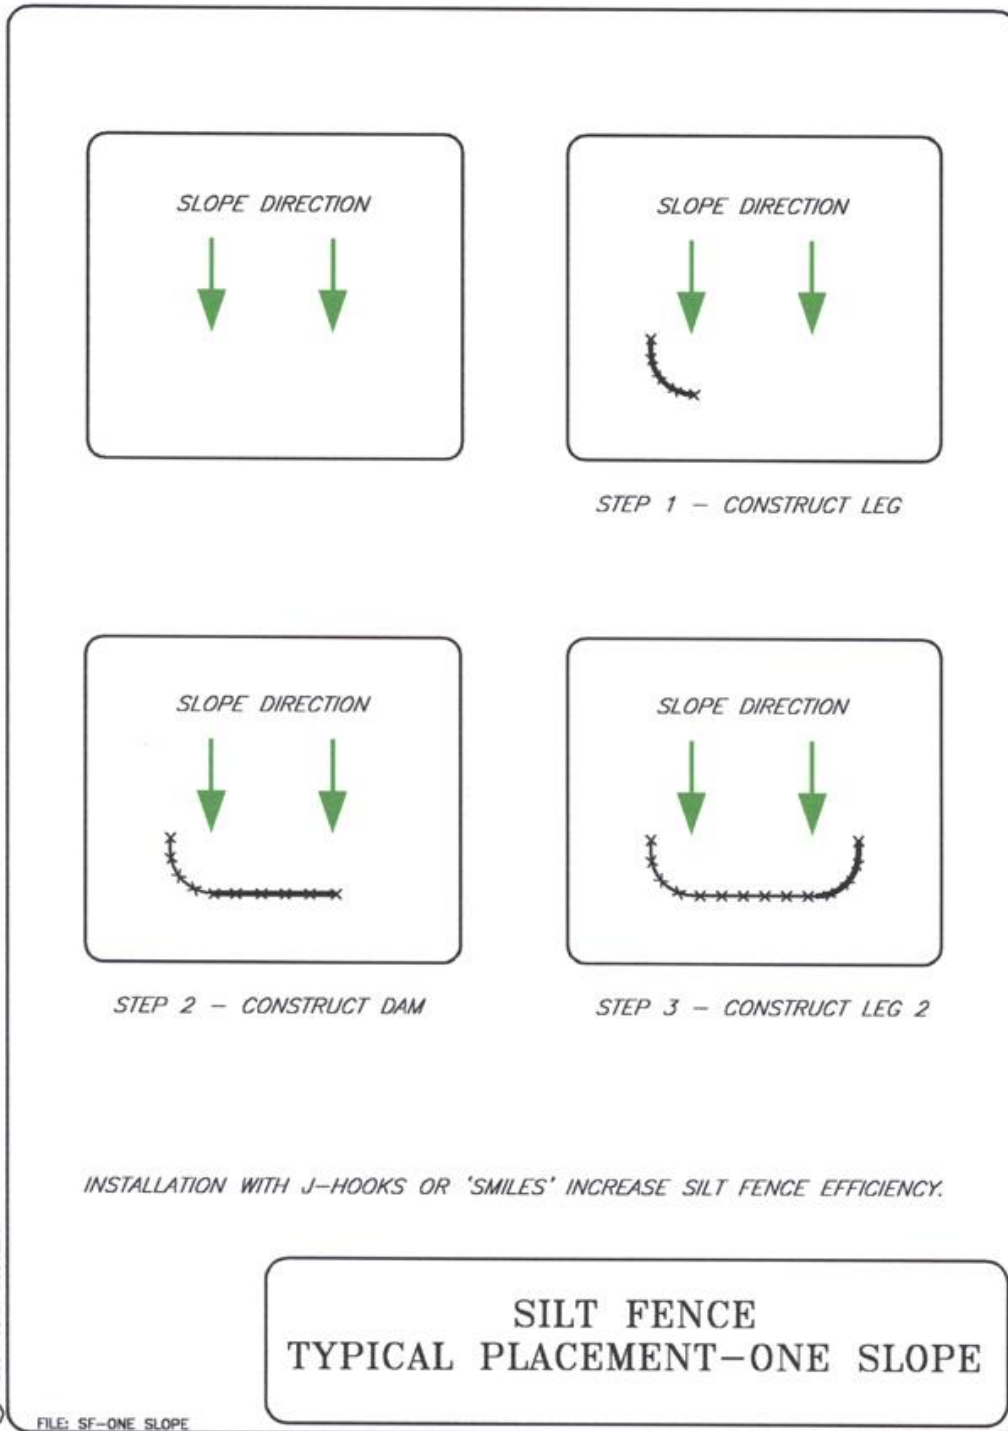 SLOPE DIRECTION
SLOPE DIRECTION
STEP 1 – CONSTRUCT LEG
SLOPE DIRECTION
SLOPE DIRECTION
STEP 2 – CONSTRUCT DAM
STEP 3 – CONSTRUCT LEG 2
INSTALLATION WITH J–HOOKS OR 'SMILES' INCREASE SILT FENCE EFFICIENCY.
SILT FENCE
TYPICAL PLACEMENT–ONE SLOPE
FILE: SF–ONE SLOPE